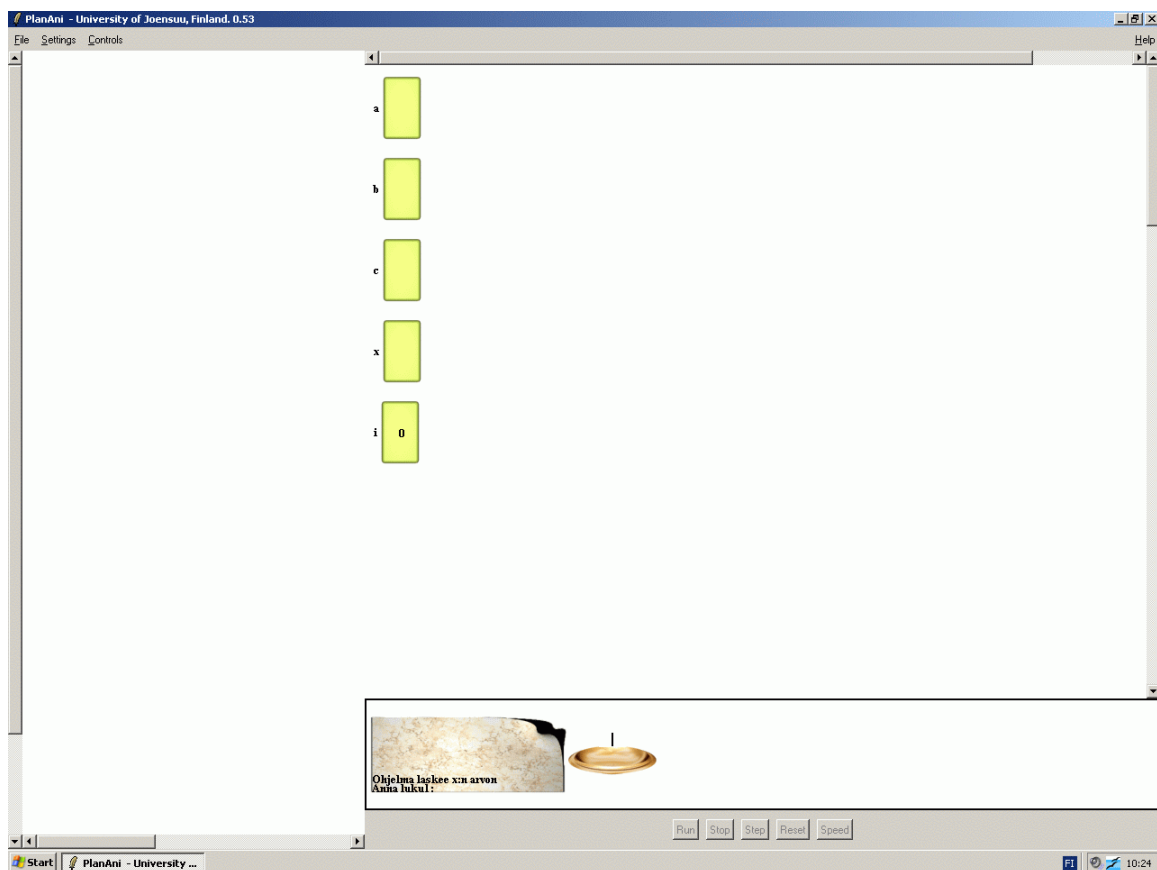 PlanAni - University of Joensuu, Finland. 0.53
File Settings Controls Help
a
b
c
x
i 0
Ohjelma laskee x:n arvon
Anna luku1 :
Run Stop Step Reset Speed
Start PlanAni - University ... FI 10:24